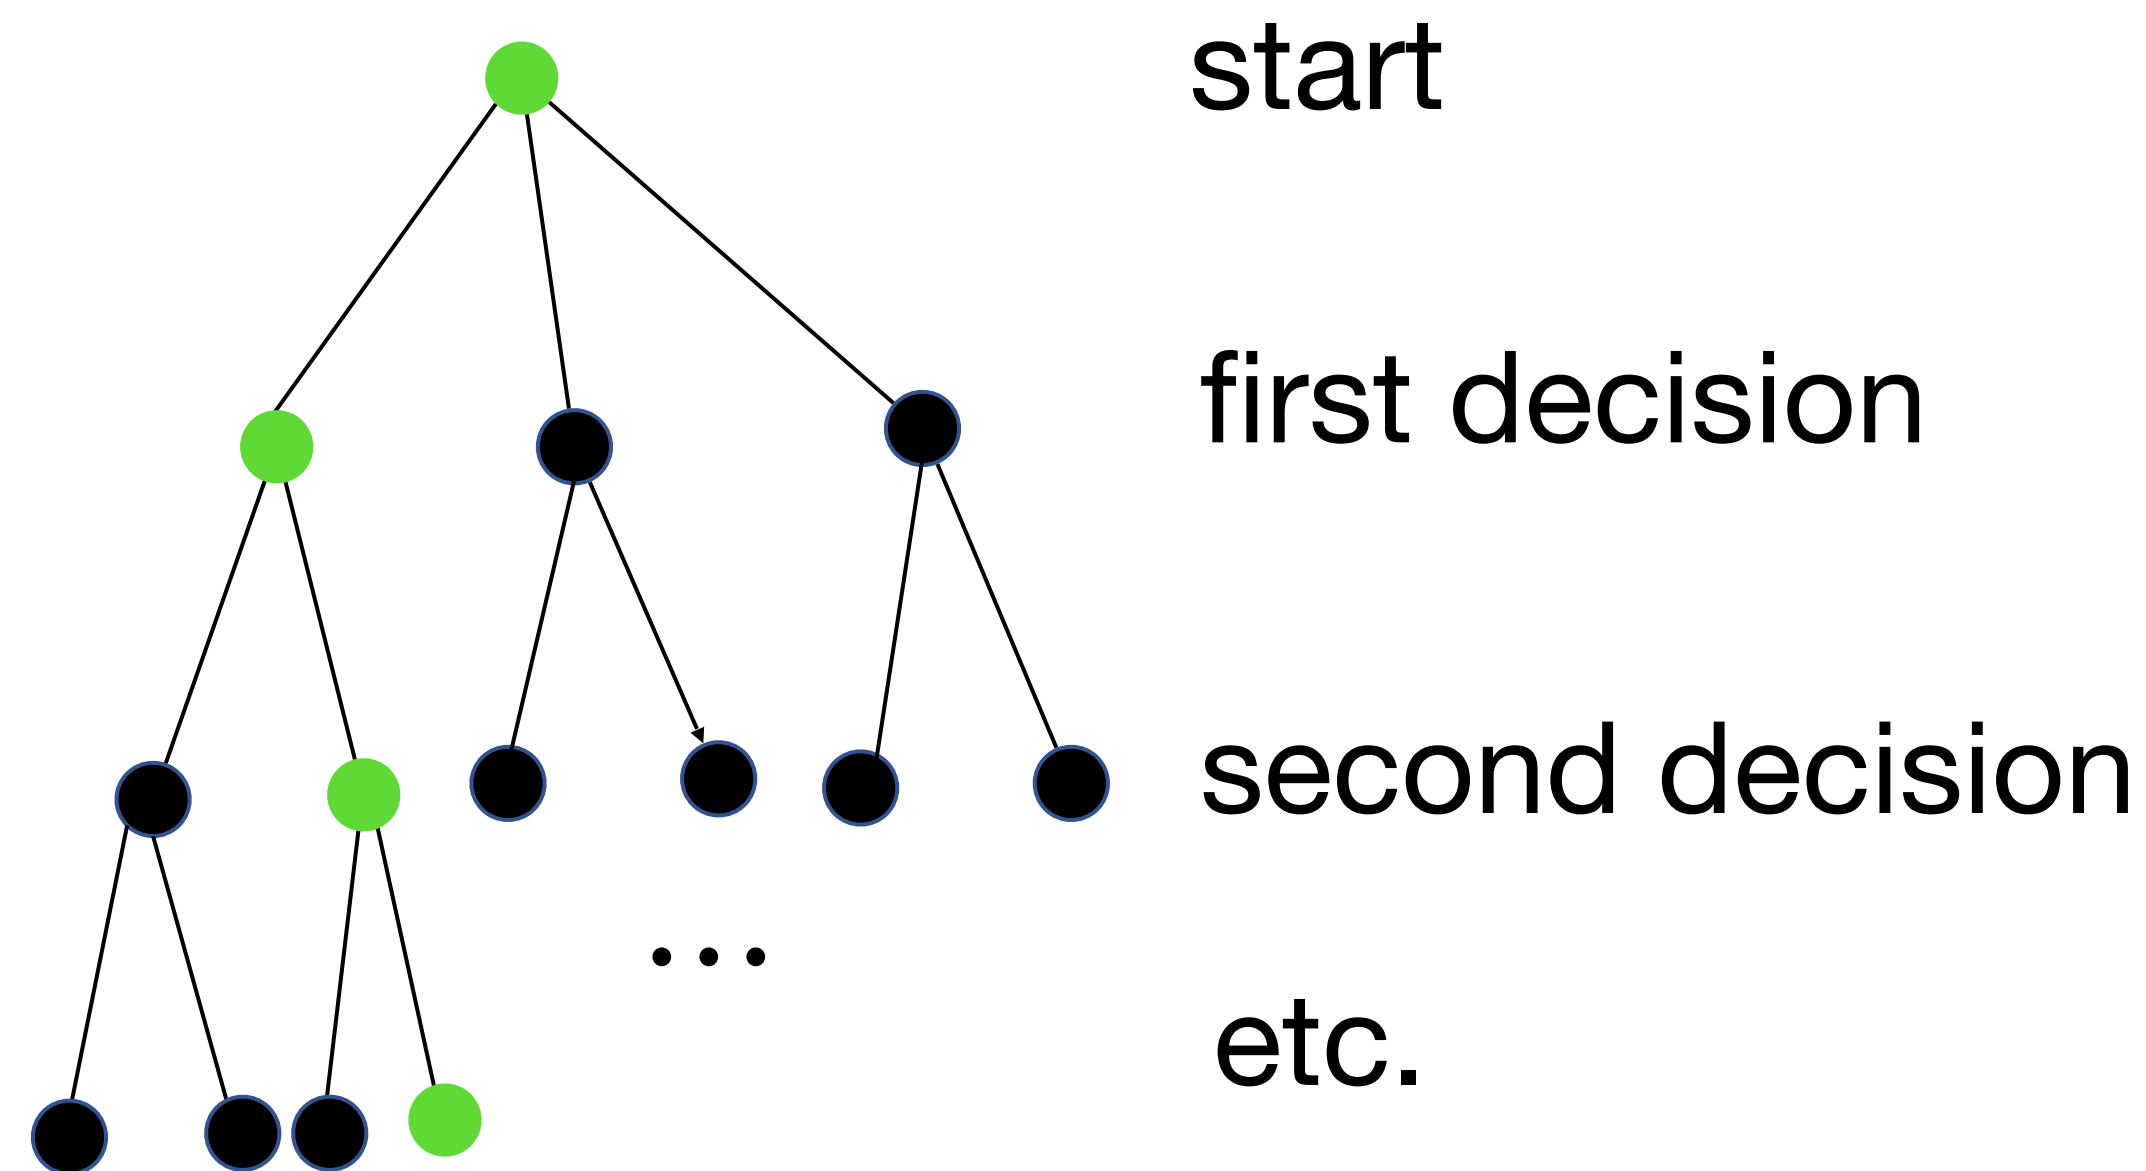 start
first decision
second decision
...
etc.